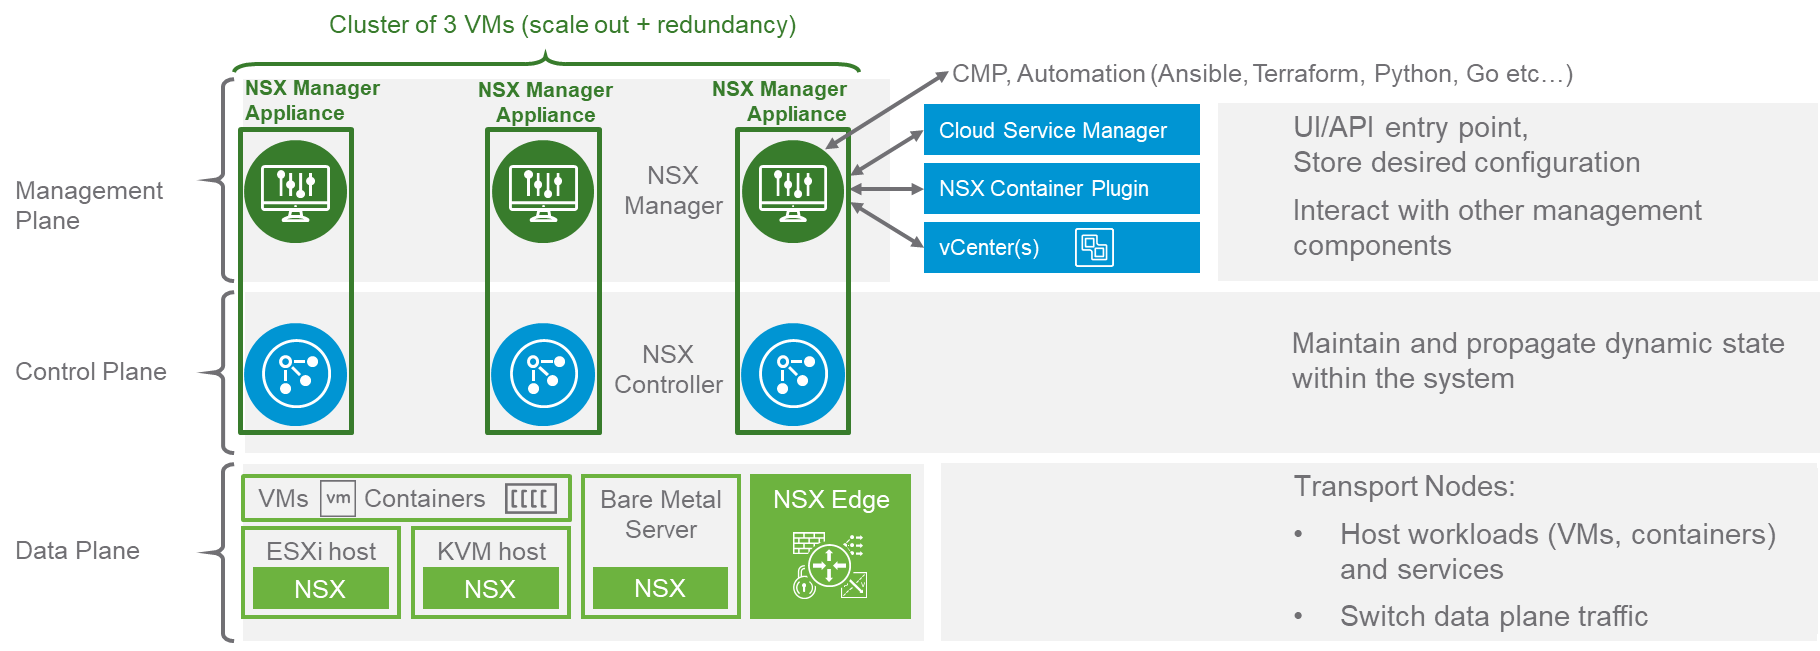 Cluster of 3 VMs (scale out + redundancy)
NSX Manager
Appliance
NSX Manager
Appliance
NSX Manager
Appliance
CMP, Automation (Ansible, Terraform, Python, Go etc…)
Management
Plane
NSX
Manager
Cloud Service Manager
NSX Container Plugin
vCenter(s)
UI/API entry point,
Store desired configuration
Interact with other management
components
Control Plane
NSX
Controller
Maintain and propagate dynamic state
within the system
Data Plane
VMs vm Containers
ESXi host
NSX
KVM host
NSX
Bare Metal
Server
NSX
NSX Edge
Transport Nodes:
• Host workloads (VMs, containers)
and services
• Switch data plane traffic